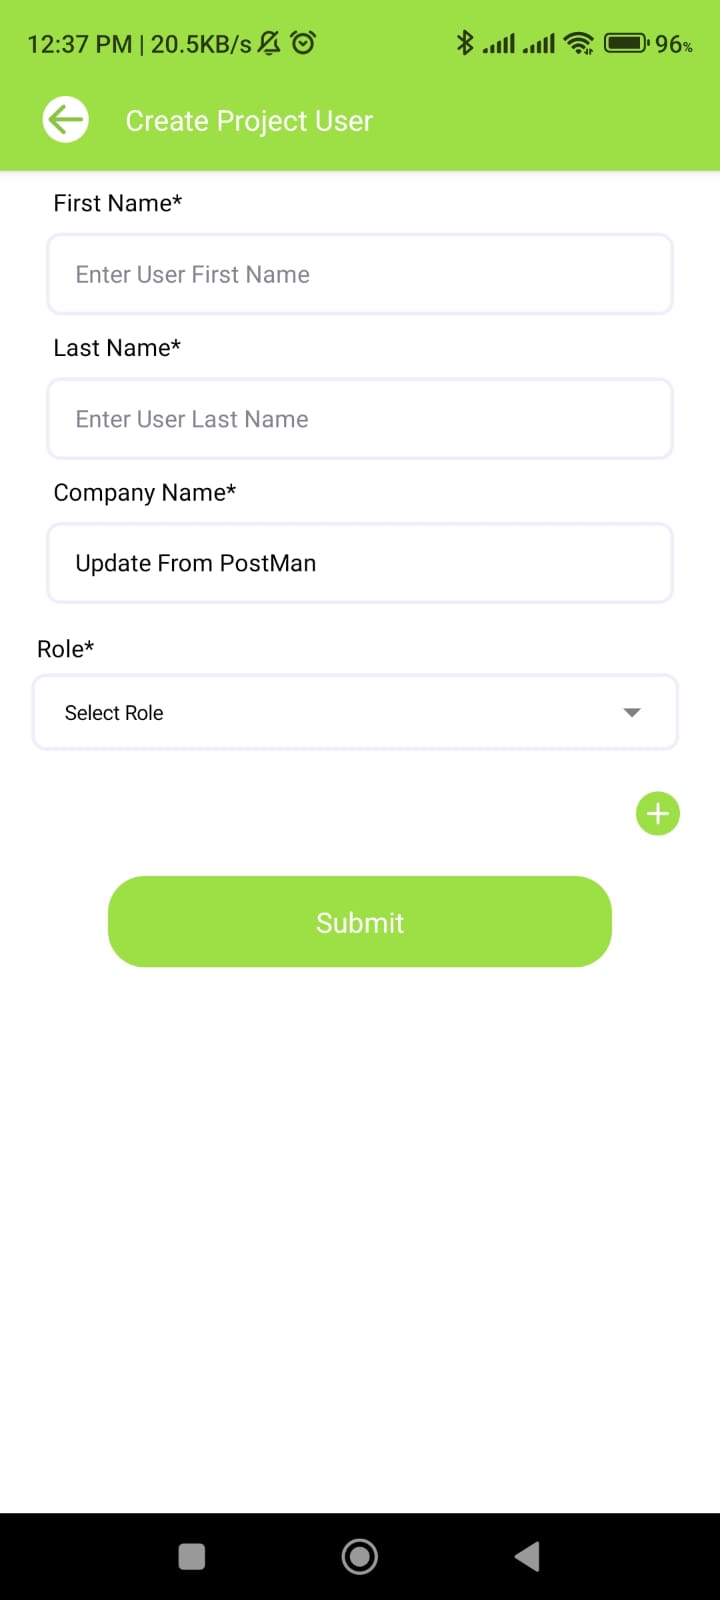 12:37 PM | 20.5KB/s 96%
Create Project User
First Name*
Enter User First Name
Last Name*
Enter User Last Name
Company Name*
Update From PostMan
Role*
Select Role
Submit